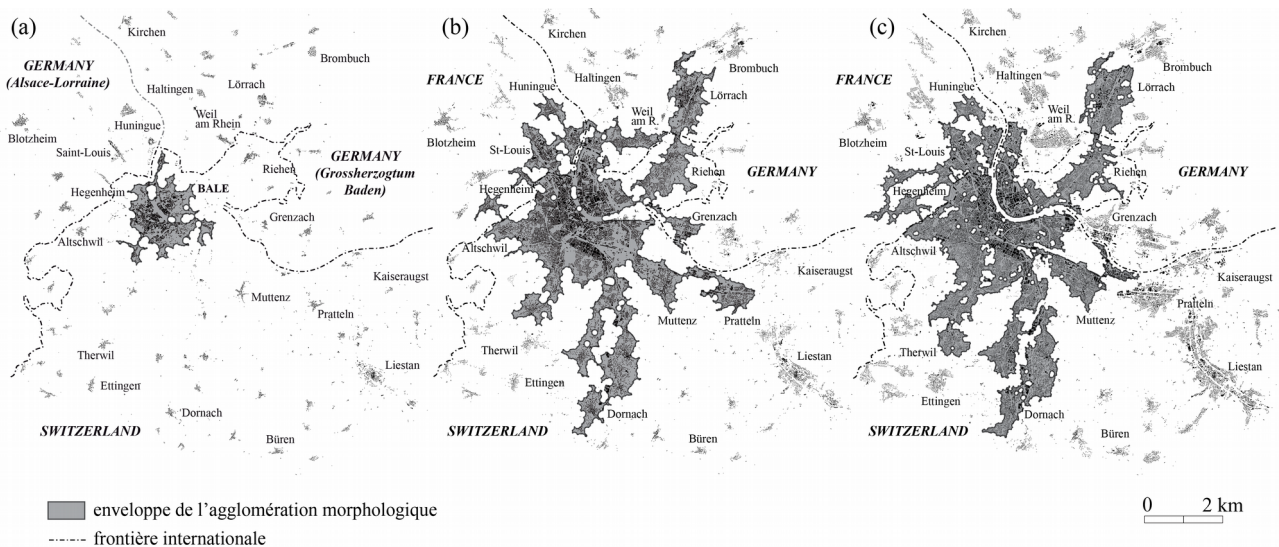 (a)
Kirchen
GERMANY
(Alsace-Lorraine)
Brombuch
Haltingen
Lörrach
Huningue
Weil
am Rhein
Blotzheim
Saint-Louis
GERMANY
(Grossherzogtum
Baden)
Riehen
Hegenheim
BALE
Grenzach
Altschwil
Kaiseraugst
Muttenz
Pratteln
Therwil
Liestan
Ettingen
Dornach
SWITZERLAND
Büren
(b)
Kirchen
FRANCE
Brombuch
Haltingen
Huningue
Lörrach
Weil
am R.
Blotzheim
St-Louis
GERMANY
Riehen
Hegenheim
Grenzach
Altschwil
Kaiseraugst
Muttenz
Pratteln
Therwil
Liestan
Ettingen
Dornach
SWITZERLAND
Büren
(c)
Kirchen
FRANCE
Brombuch
Haltingen
Huningue
Lörrach
Weil
am R.
Blotzheim
St-Louis
GERMANY
Riehen
Hegenheim
Grenzach
Altschwil
Kaiseraugst
Pratteln
Muttenz
Therwil
Liestan
Ettingen
Dornach
SWITZERLAND
Büren
enveloppe de l'agglomération morphologique
frontière internationale
0 2 km